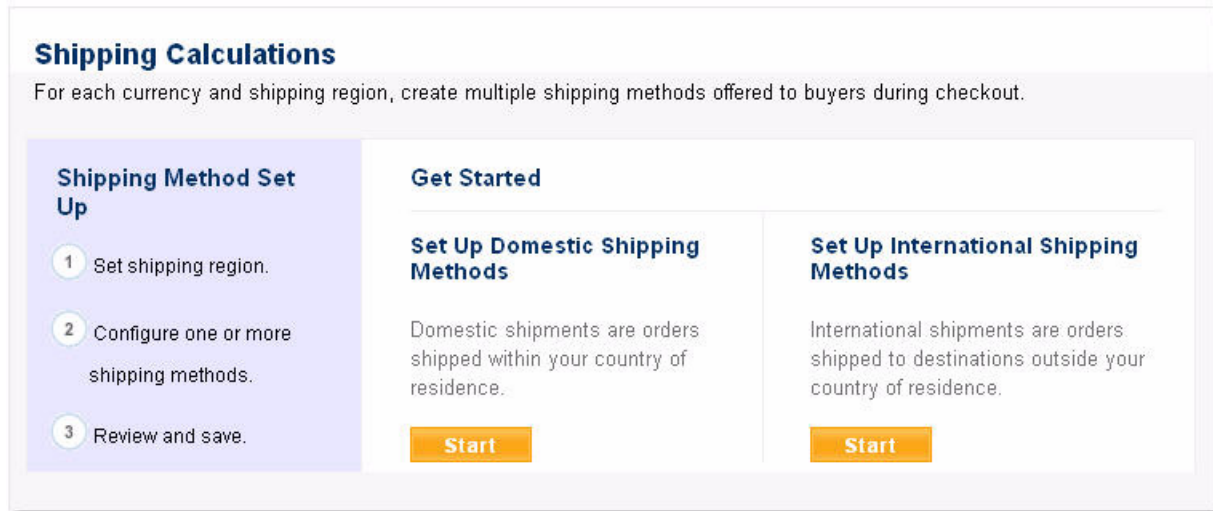 Shipping Calculations
For each currency and shipping region, create multiple shipping methods offered to buyers during checkout.
Shipping Method Set
Up
1 Set shipping region.
2 Configure one or more
shipping methods.
3 Review and save.
Get Started
Set Up Domestic Shipping
Methods
Domestic shipments are orders
shipped within your country of
residence.
Start
Set Up International Shipping
Methods
International shipments are orders
shipped to destinations outside your
country of residence.
Start